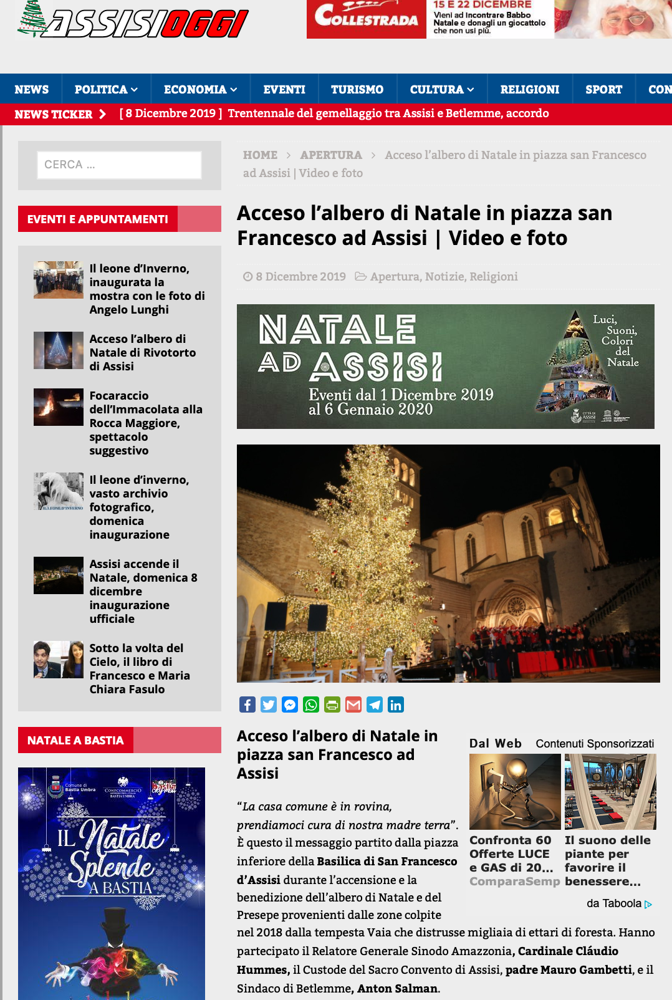 ASSISIOGGI
COLLESTRADA
15 E 22 DICEMBRE
Vieni ad incontrare Babbo
Natale e donagli un giocattolo
che non usi più.
NEWS
POLITICA
ECONOMIA
EVENTI
TURISMO
CULTURA
RELIGIONI
SPORT
CON
NEWS TICKER
[ 8 Dicembre 2019 ] Trentennale del gemellaggio tra Assisi e Betlemme, accordo
CERCA ...
EVENTI E APPUNTAMENTI
Il leone d’Inverno,
inaugurata la
mostra con le foto di
Angelo Lunghi
Acceso l’albero di
Natale di Rivotorto
di Assisi
Focaraccio
dell’Immacolata alla
Rocca Maggiore,
spettacolo
suggestivo
IL LEONE D'INVERNO
Il leone d’inverno,
vasto archivio
fotografico,
domenica
inaugurazione
Assisi accende il
Natale, domenica 8
dicembre
inaugurazione
ufficiale
Sotto la volta del
Cielo, il libro di
Francesco e Maria
Chiara Fasulo
NATALE A BASTIA
Comune di
Bastia Umbra
CONFCOMMERCIO
BASTIA UMBRA
IL Natale
Splende
A BASTIA
HOME > APERTURA > Acceso l’albero di Natale in piazza san Francesco
ad Assisi | Video e foto
Acceso l’albero di Natale in piazza san
Francesco ad Assisi | Video e foto
8 Dicembre 2019 Apertura, Notizie, Religioni
NATALE
AD ASSISI
Eventi dal 1 Dicembre 2019
al 6 Gennaio 2020
Luci,
Suoni,
Colori
del
Natale
CITTÀ DI
ASSISI
Acceso l’albero di Natale in
piazza san Francesco ad
Assisi
“La casa comune è in rovina,
prendiamoci cura di nostra madre terra”.
È questo il messaggio partito dalla piazza
inferiore della Basilica di San Francesco
d’Assisi durante l’accensione e la
benedizione dell’albero di Natale e del
Presepe provenienti dalle zone colpite
nel 2018 dalla tempesta Vaia che distrusse migliaia di ettari di foresta. Hanno
partecipato il Relatore Generale Sinodo Amazzonia, Cardinale Cláudio
Hummes, il Custode del Sacro Convento di Assisi, padre Mauro Gambetti, e il
Sindaco di Betlemme, Anton Salman.
Dal Web
Contenuti Sponsorizzati
Confronta 60
Offerte LUCE
e GAS di 20...
ComparaSemp
Il suono delle
piante per
favorire il
benessere...
da Taboola